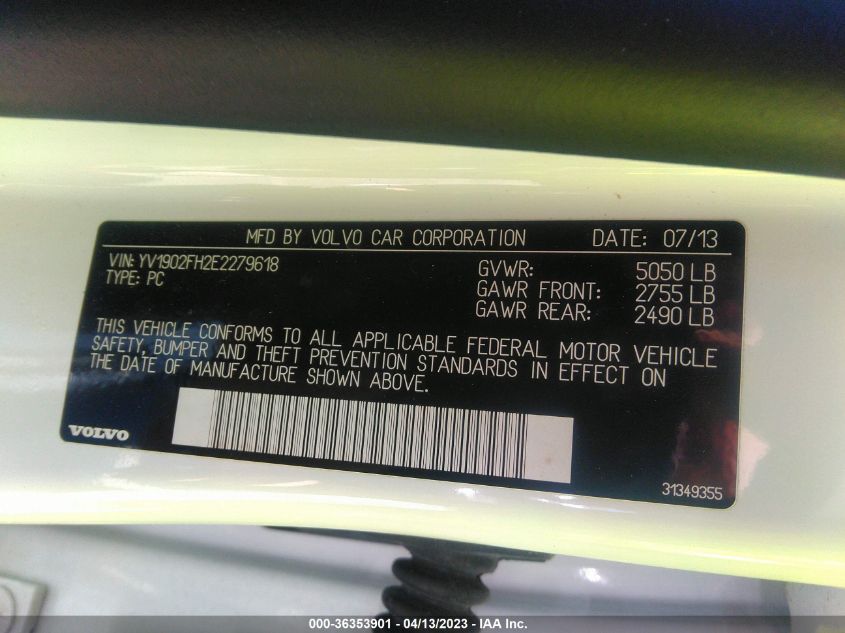 MFD BY VOLVO CAR CORPORATION DATE: 07/13
VIN: YV1902FH2E2279618
TYPE: PC
GVWR: 5050 LB
GAWR FRONT: 2755 LB
GAWR REAR: 2490 LB
THIS VEHICLE CONFORMS TO ALL APPLICABLE FEDERAL MOTOR VEHICLE
SAFETY, BUMPER AND THEFT PREVENTION STANDARDS IN EFFECT ON
THE DATE OF MANUFACTURE SHOWN ABOVE.
VOLVO
31349355
000-36353901 - 04/13/2023 - IAA Inc.